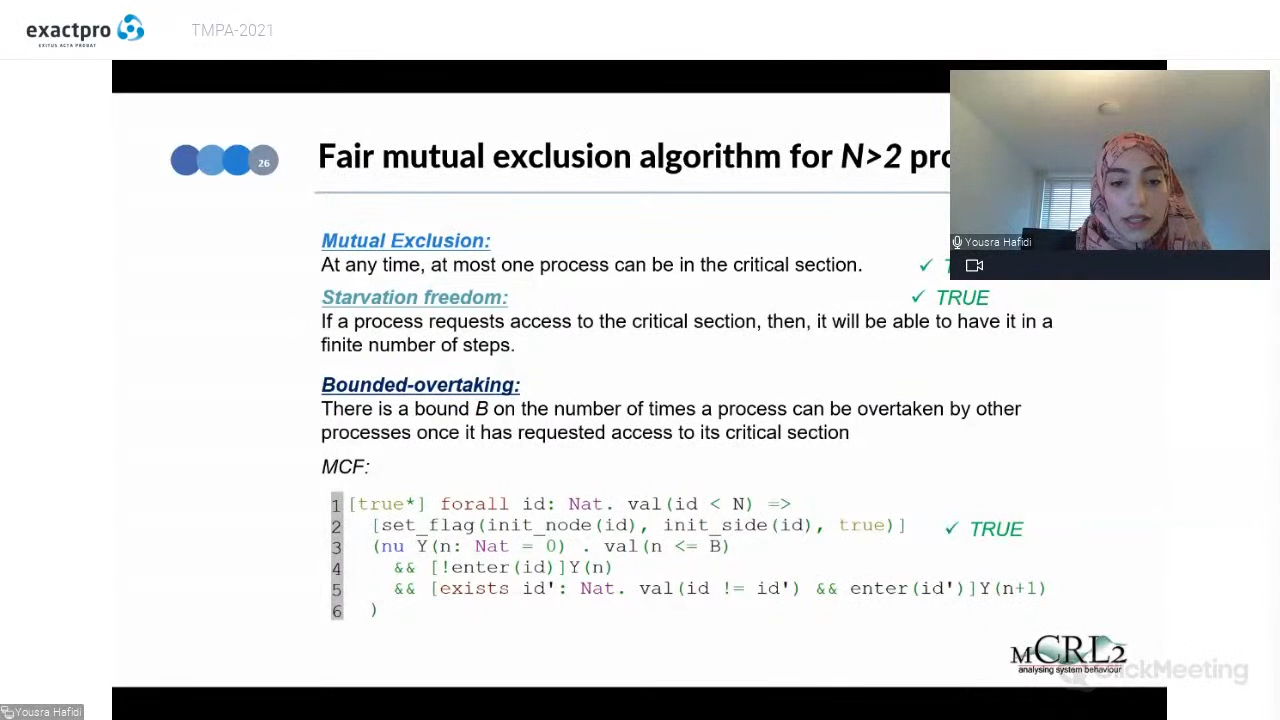 exactpro
EXITUS ACTA PROBAT
TMPA-2021
26
Fair mutual exclusion algorithm for N>2
Yousra Hafidi
Mutual Exclusion:
At any time, at most one process can be in the critical section.
✓
Starvation freedom:
✓ TRUE
If a process requests access to the critical section, then, it will be able to have it in a
finite number of steps.
Bounded-overtaking:
There is a bound B on the number of times a process can be overtaken by other
processes once it has requested access to its critical section
MCF:
1 [true*] forall id: Nat. val(id < N) =>
2 [set_flag(init_node(id), init_side(id), true)]
✓ TRUE
3 (nu Y(n: Nat = 0) . val(n <= B)
4 && [!enter(id)]Y(n)
5 && [exists id': Nat. val(id != id') && enter(id')]Y(n+1)
6 )
mCRL2
analysing system behaviour
ClickMeeting
Yousra Hafidi